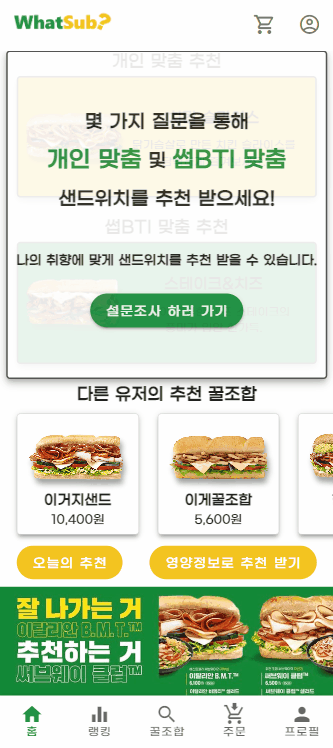 WhatSub?
개인 맞춤 추천
몇 가지 질문을 통해
개인 맞춤 및 썹BTI 맞춤
샌드위치를 추천 받으세요!
썹BTI 맞춤 추천
나의 취향에 맞게 샌드위치를 추천 받을 수 있습니다.
스테이크&치즈
설문조사 하러 가기
다른 유저의 추천 꿀조합
이거지샌드
10,400원
이게꿀조합
5,600원
오늘의 추천
영양정보로 추천 받기
잘 나가는 거
이탈리안 B.M.T.™
추천하는 거
써브웨이 클럽™
이탈리안 비엠티™
써브웨이 클럽™
홈
랭킹
꿀조합
주문
프로필